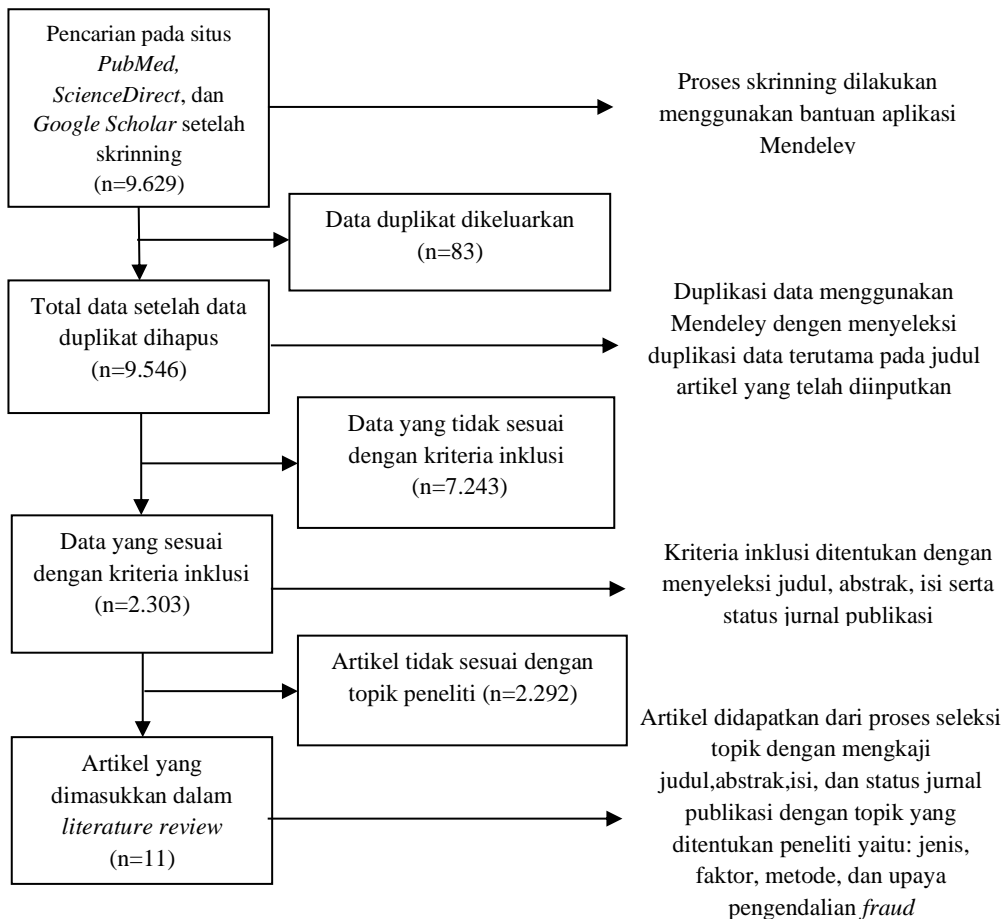 Pencarian pada situs
PubMed,
ScienceDirect, dan
Google Scholar setelah
skrinning
(n=9.629)
Proses skrinning dilakukan
menggunakan bantuan aplikasi
Mendeley
Data duplikat dikeluarkan
(n=83)
Total data setelah data
duplikat dihapus
(n=9.546)
Duplikasi data menggunakan
Mendeley dengen menyeleksi
duplikasi data terutama pada judul
artikel yang telah diinputkan
Data yang tidak sesuai
dengan kriteria inklusi
(n=7.243)
Data yang sesuai
dengan kriteria inklusi
(n=2.303)
Kriteria inklusi ditentukan dengan
menyeleksi judul, abstrak, isi serta
status jurnal publikasi
Artikel tidak sesuai dengan
topik peneliti (n=2.292)
Artikel yang
dimasukkan dalam
literature review
(n=11)
Artikel didapatkan dari proses seleksi
topik dengan mengkaji
judul,abstrak,isi, dan status jurnal
publikasi dengan topik yang
ditentukan peneliti yaitu: jenis,
faktor, metode, dan upaya
pengendalian fraud